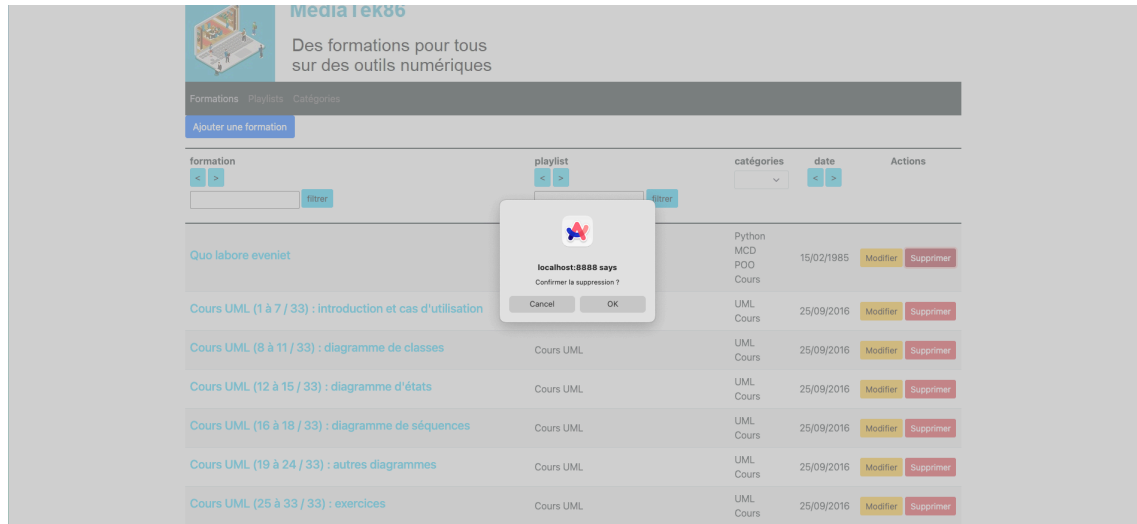 MediaTek86
Des formations pour tous
sur des outils numériques
Formations Playlists Catégories
Ajouter une formation
formation playlist catégories date Actions
< > < > < >
filtrer filtrer
localhost:8888 says
Confirmer la suppression ?
Cancel OK
Quo labore eveniet Python MCD POO Cours 15/02/1985 Modifier Supprimer
Cours UML (1 à 7 / 33) : introduction et cas d'utilisation UML Cours 25/09/2016 Modifier Supprimer
Cours UML (8 à 11 / 33) : diagramme de classes Cours UML UML Cours 25/09/2016 Modifier Supprimer
Cours UML (12 à 15 / 33) : diagramme d'états Cours UML UML Cours 25/09/2016 Modifier Supprimer
Cours UML (16 à 18 / 33) : diagramme de séquences Cours UML UML Cours 25/09/2016 Modifier Supprimer
Cours UML (19 à 24 / 33) : autres diagrammes Cours UML UML Cours 25/09/2016 Modifier Supprimer
Cours UML (25 à 33 / 33) : exercices Cours UML UML Cours 25/09/2016 Modifier Supprimer